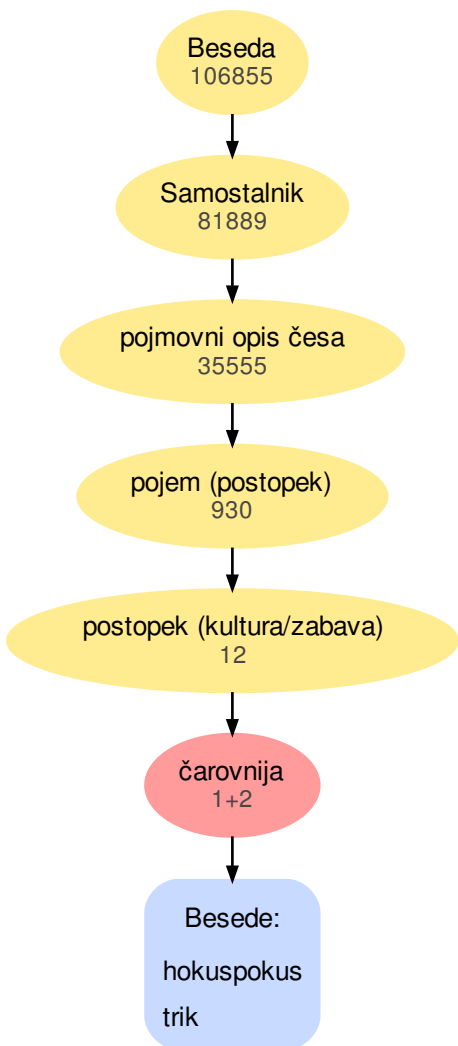 Beseda
106855
Samostalnik
81889
pojmovni opis česa
35555
pojem (postopek)
930
postopek (kultura/zabava)
12
čarovnija
1+2
Besede:
hokuspokus
trik